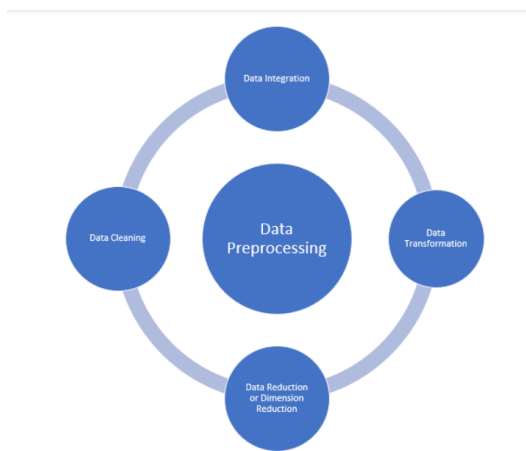 Data Integration
Data Cleaning
Data
Preprocessing
Data
Transformation
Data Reduction
or Dimension
Reduction